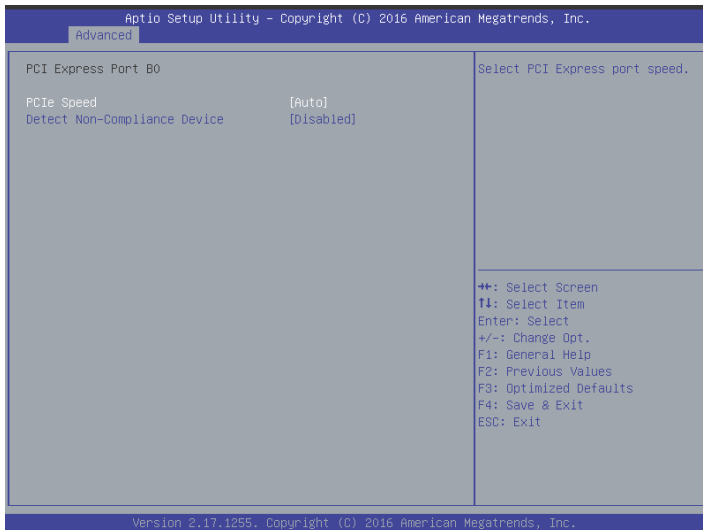 Aptio Setup Utility – Copyright (C) 2016 American Megatrends, Inc.
Advanced
PCI Express Port B0
PCIe Speed [Auto]
Detect Non-Compliance Device [Disabled]
Select PCI Express port speed.
→←: Select Screen
↑↓: Select Item
Enter: Select
+/-: Change Opt.
F1: General Help
F2: Previous Values
F3: Optimized Defaults
F4: Save & Exit
ESC: Exit
Version 2.17.1255. Copyright (C) 2016 American Megatrends, Inc.